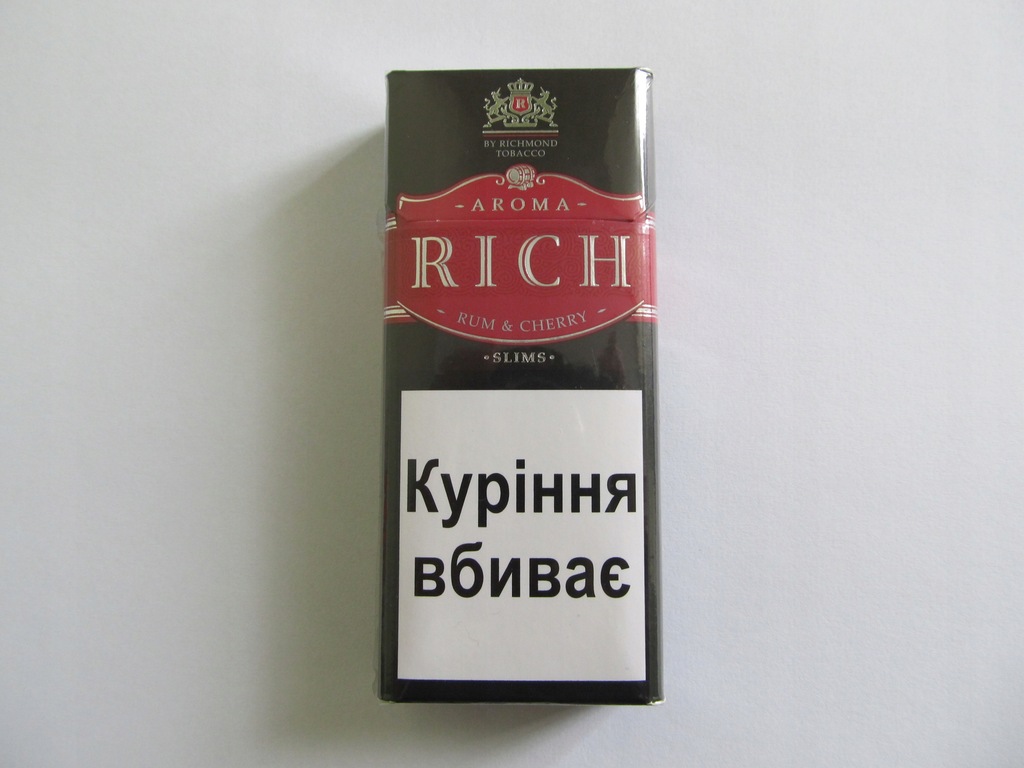 R
BY RICHMOND
TOBACCO
-AROMA-
RICH
- RUM & CHERRY -
•SLIMS•
Куріння
вбиває